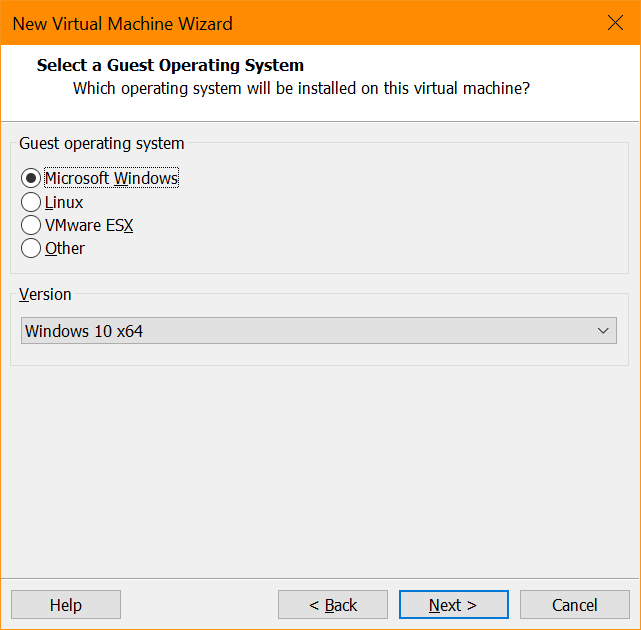 New Virtual Machine Wizard
Select a Guest Operating System
Which operating system will be installed on this virtual machine?
Guest operating system
Microsoft Windows
Linux
VMware ESX
Other
Version
Windows 10 x64
Help
< Back
Next >
Cancel